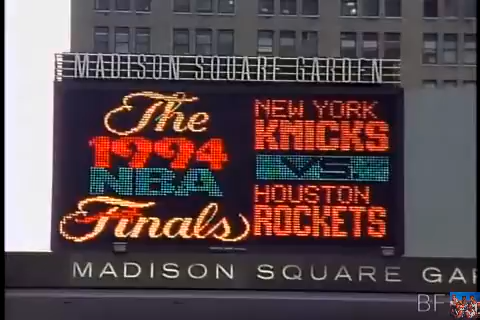 MADISON SQUARE GARDEN
The
1994
NBA
Finals
NEW YORK
KNICKS
VS
HOUSTON
ROCKETS
MADISON SQUARE GA
BF